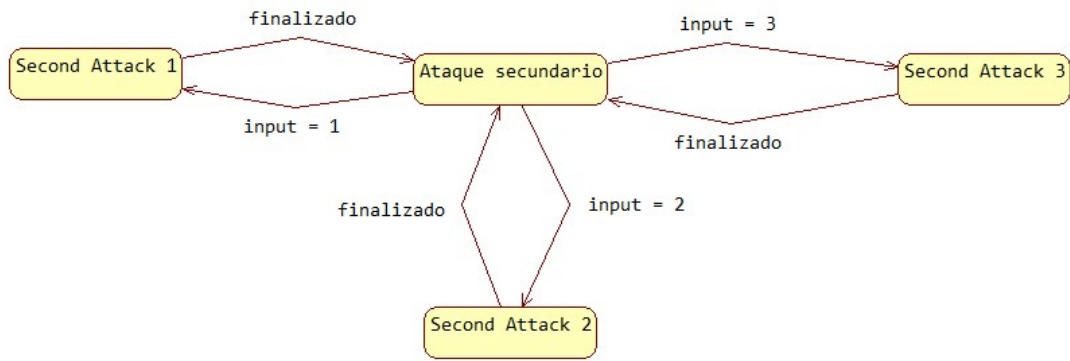 finalizado
input = 3
Second Attack 1
Ataque secundario
Second Attack 3
input = 1
finalizado
finalizado
input = 2
Second Attack 2